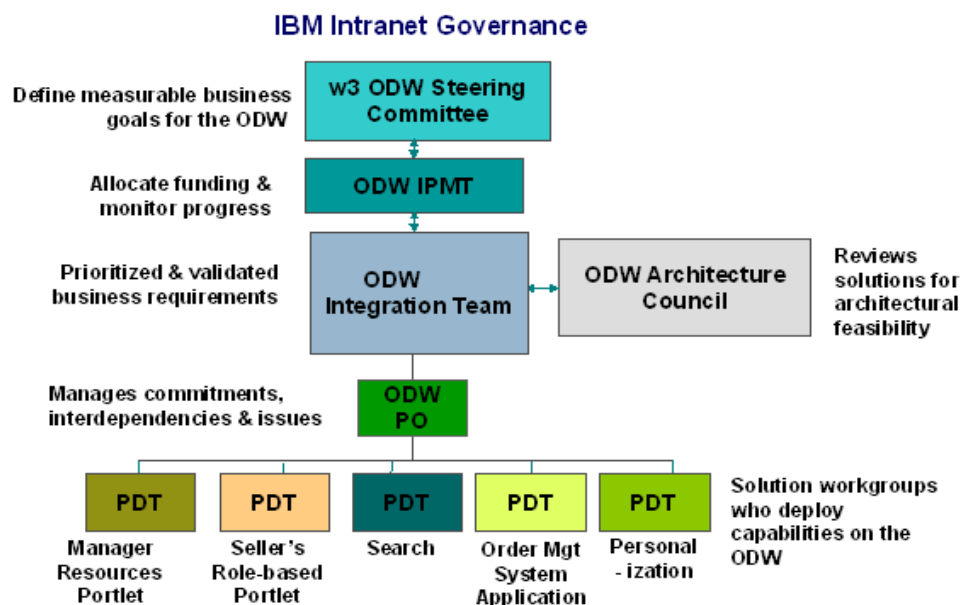 IBM Intranet Governance
Define measurable business
goals for the ODW
w3 ODW Steering
Committee
Allocate funding &
monitor progress
ODW IPMT
Prioritized & validated
business requirements
ODW
Integration Team
ODW Architecture
Council
Reviews
solutions for
architectural
feasibility
Manages commitments,
interdependencies & issues
ODW
PO
PDT
PDT
PDT
PDT
PDT
Manager
Resources
Portlet
Seller's
Role-based
Portlet
Search
Order Mgt
System
Application
Personal
- ization
Solution workgroups
who deploy
capabilities on the
ODW